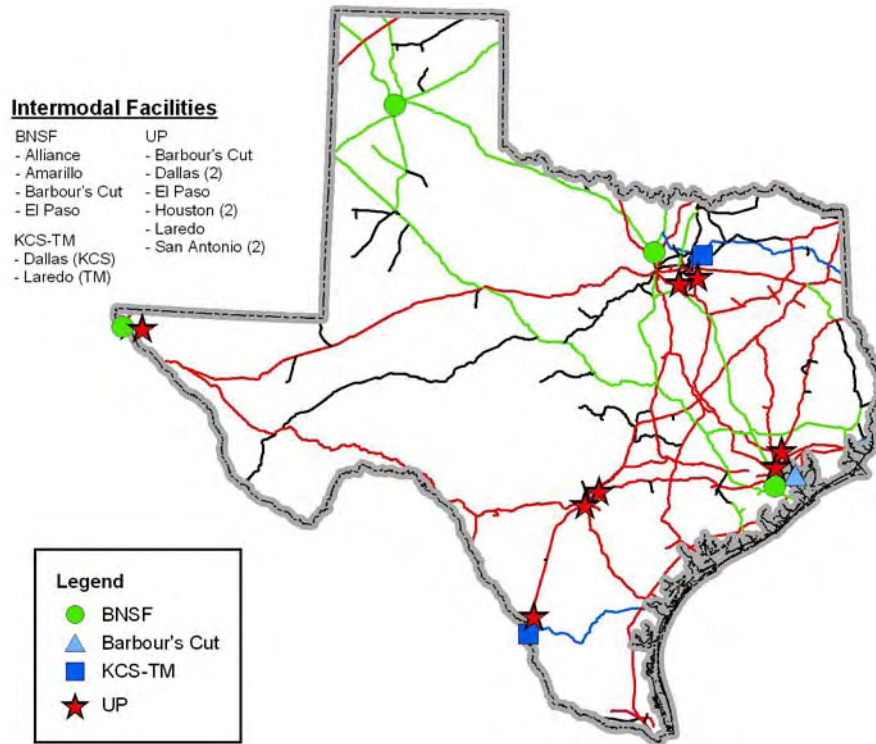 Intermodal Facilities
BNSF
- Alliance
- Amarillo
- Barbour's Cut
- El Paso
KCS-TM
- Dallas (KCS)
- Laredo (TM)
UP
- Barbour's Cut
- Dallas (2)
- El Paso
- Houston (2)
- Laredo
- San Antonio (2)
Legend
BNSF
Barbour's Cut
KCS-TM
UP